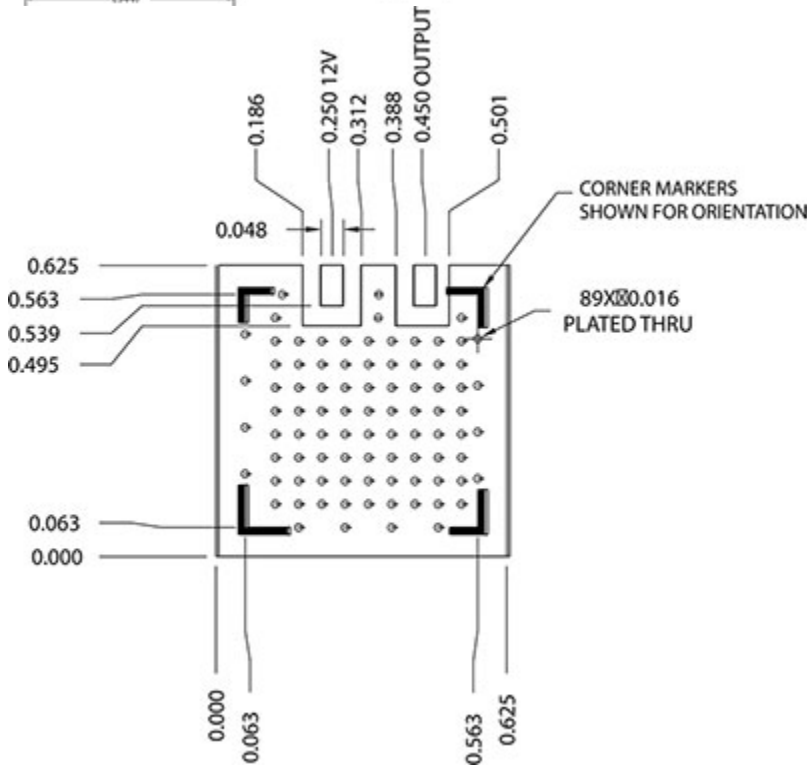 0.186
0.250 12V
0.312
0.388
0.450 OUTPUT
0.501
CORNER MARKERS
SHOWN FOR ORIENTATION
0.048
0.625
0.563
0.539
0.495
89X☒0.016
PLATED THRU
0.063
0.000
0.000
0.063
0.563
0.625